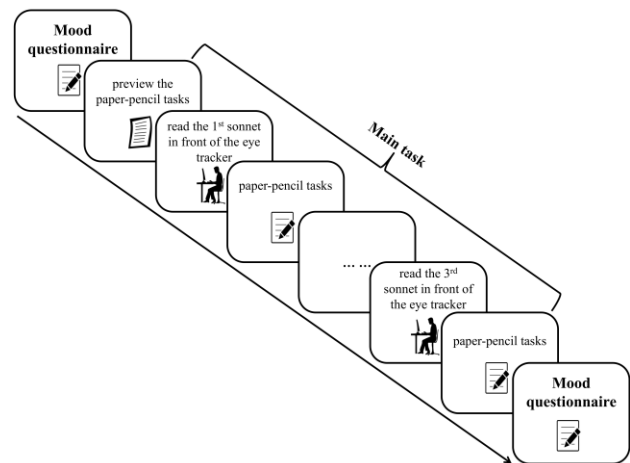 Mood
questionnaire
preview the
paper-pencil tasks
read the 1st sonnet
in front of the eye
tracker
Main task
paper-pencil tasks
... ...
read the 3rd
sonnet in front of
the eye tracker
paper-pencil tasks
Mood
questionnaire